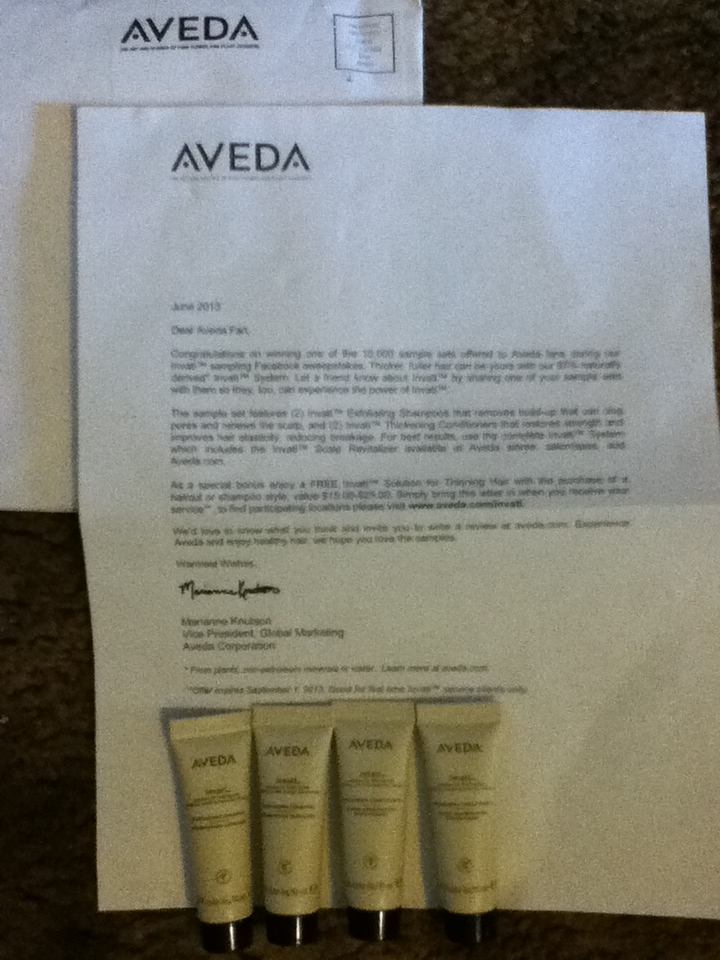 AVEDA
AVEDA
June 2013
Dear Aveda Fan,
Congratulations on winning one of the 10,000 sample sets offered to Aveda fans during our
Invati™ sampling Facebook sweepstakes. Thicker, fuller hair can be yours with our 97% naturally
derived* Invati™ System. Let a friend know about Invati™ by sharing one of your sample sets
with them so they, too, can experience the power of Invati™.
The sample set features (2) Invati™ Exfoliating Shampoos that removes build-up that can clog
pores and renews the scalp, and (2) Invati™ Thickening Conditioners that restores strength and
improves hair elasticity, reducing breakage. For best results, use the complete Invati™ System
which includes the Invati™ Scalp Revitalizer available at Aveda stores, salons/spas, and
Aveda.com.
As a special bonus enjoy a FREE Invati™ Solution for Thinning Hair with the purchase of a
haircut or shampoo style, value $15.00-$25.00. Simply bring this letter in when you receive your
service**, to find participating locations please visit www.aveda.com/invati.
We'd love to know what you think and invite you to write a review at aveda.com. Experience
Aveda and enjoy healthy hair, we hope you love the samples.
Warmest Wishes,
Marianne Knutson
Vice President, Global Marketing
Aveda Corporation
* From plants, non-petroleum minerals or water. Learn more at aveda.com.
**Offer expires September 1, 2013. Good for first time Invati™ service clients only.
AVEDA
AVEDA
AVEDA
AVEDA